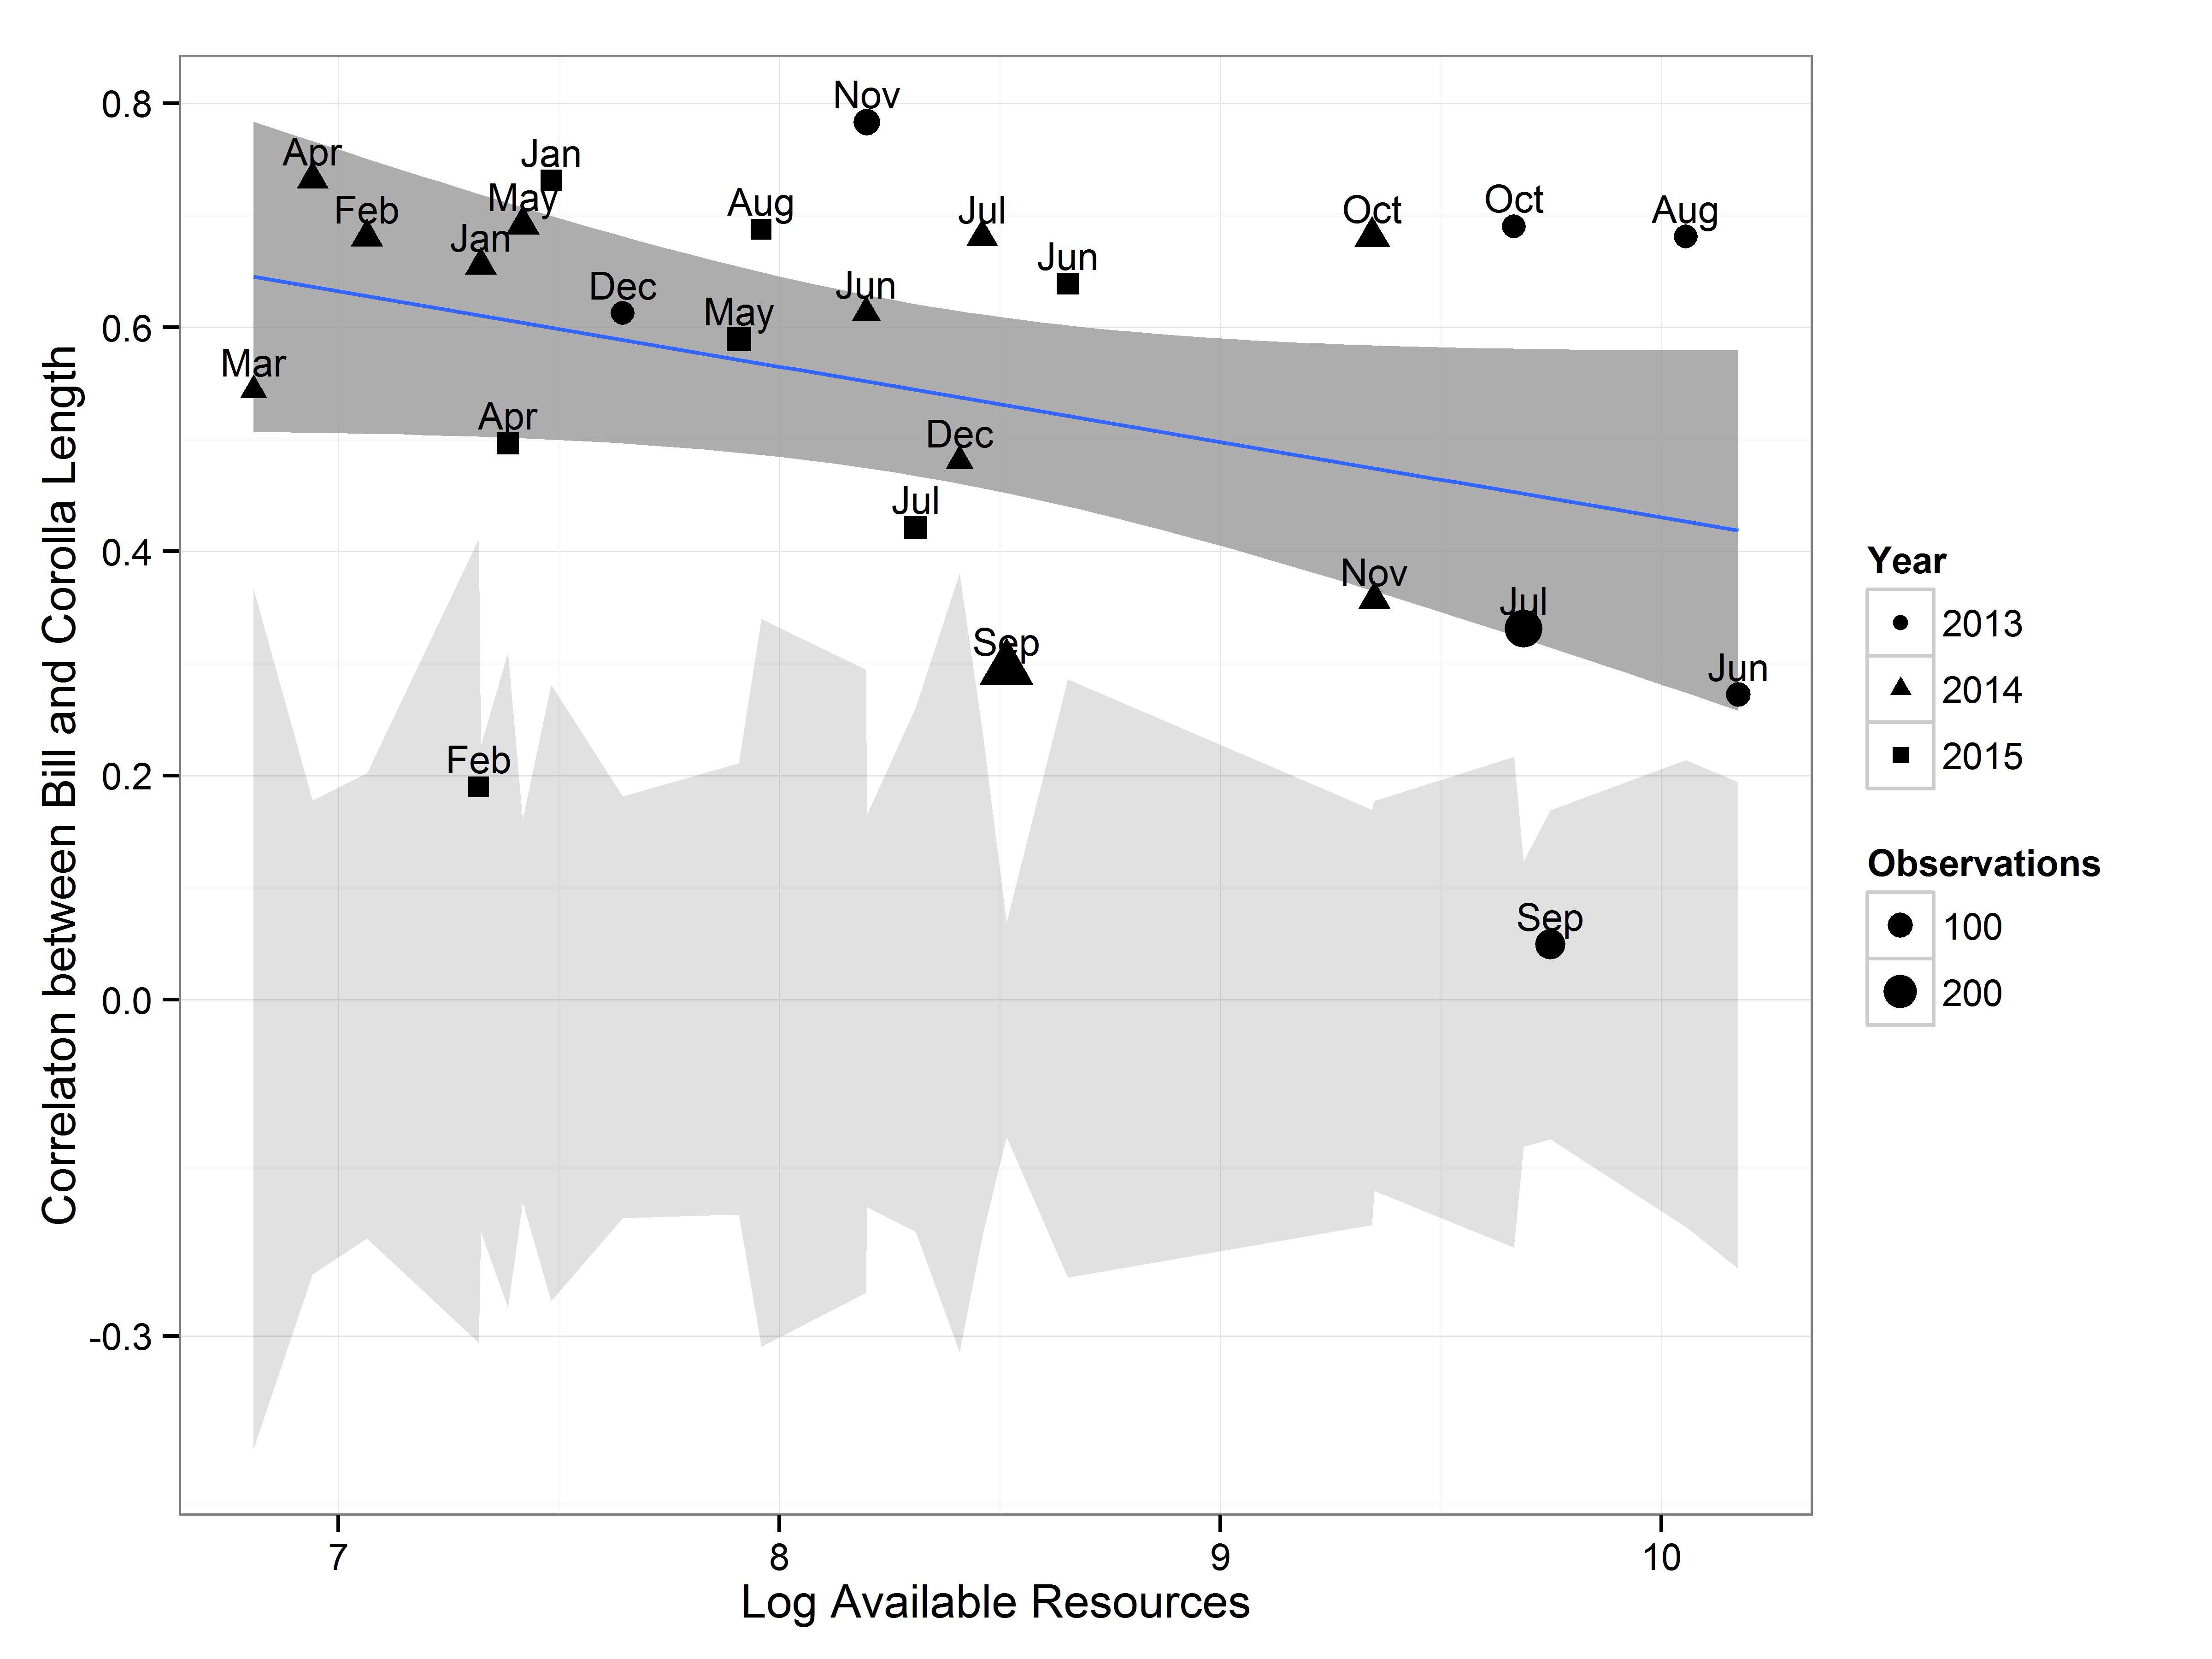 Correlaton between Bill and Corolla Length
0.8
0.6
0.4
0.2
0.0
-0.3
Nov
Apr
Jan
Feb
May
Aug
Jul
Oct
Oct
Aug
Jan
Jun
Dec
Jun
May
Mar
Apr
Dec
Jul
Nov
Jul
Sep
Jun
Feb
Sep
7
8
9
10
Log Available Resources
Year
2013
2014
2015
Observations
100
200